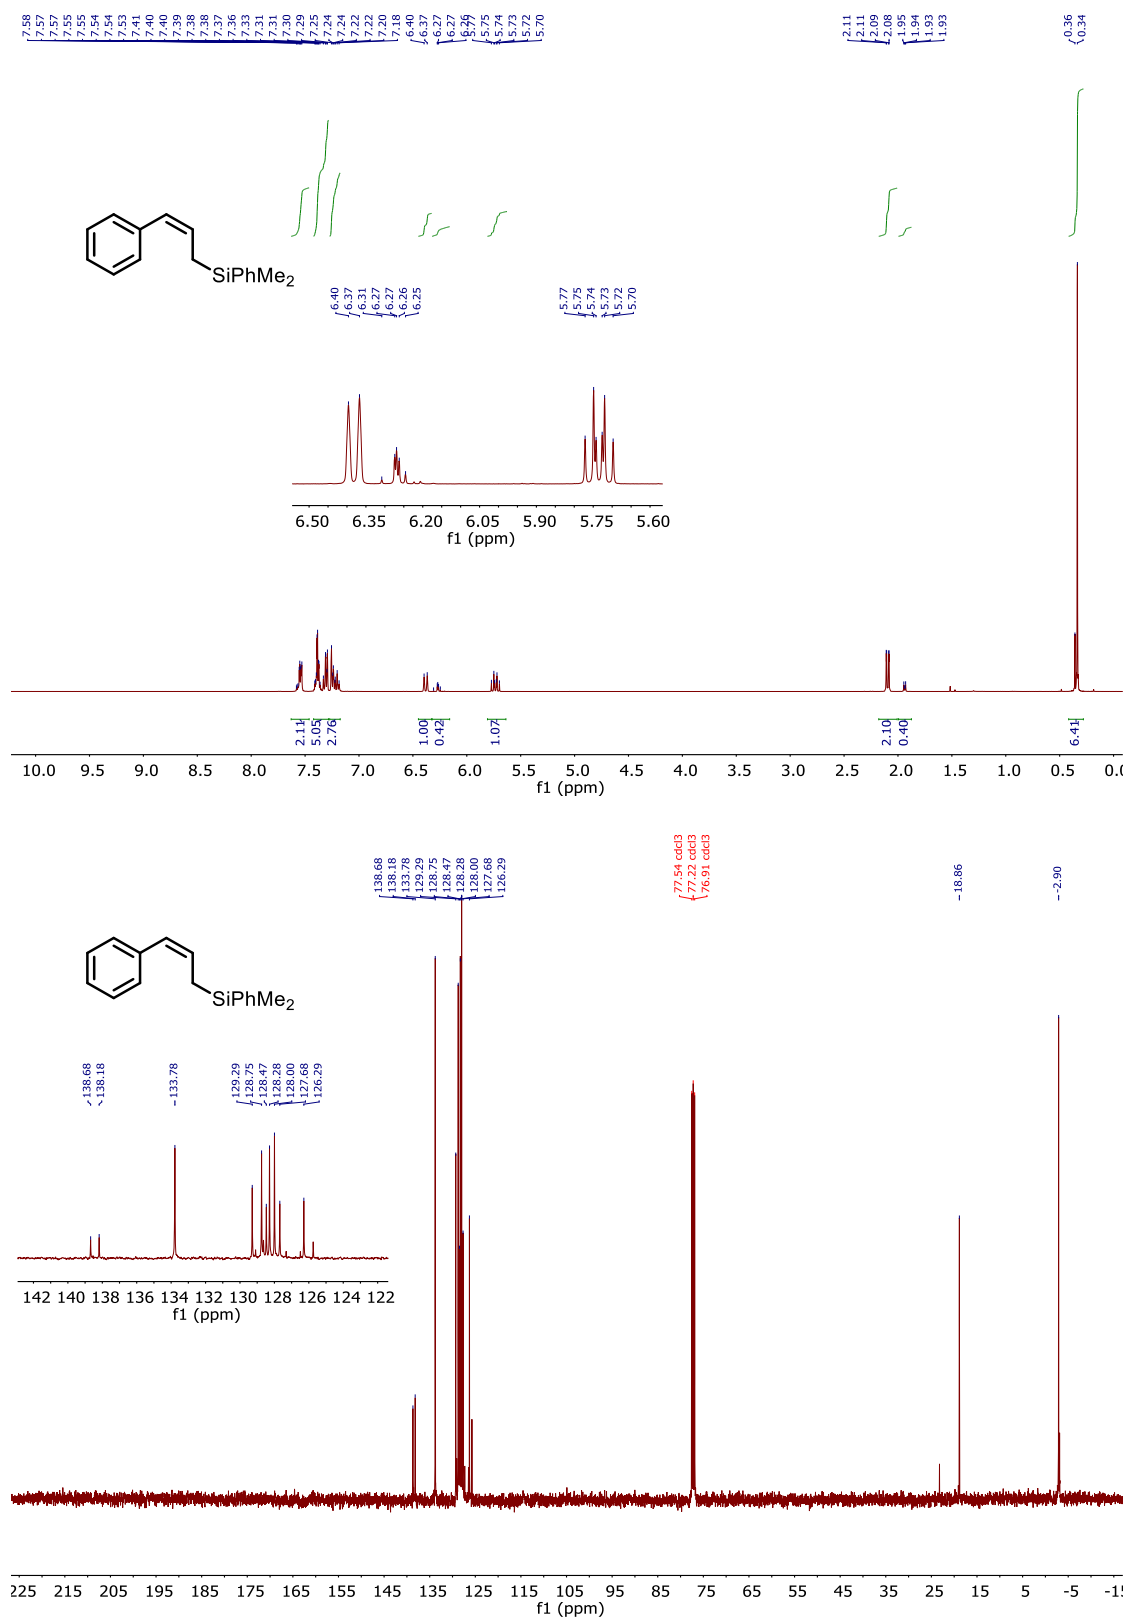 7.58 7.57 7.57 7.55 7.55 7.54 7.54 7.53 7.41 7.40 7.40 7.39 7.38 7.38 7.37 7.36 7.33 7.31 7.31 7.30 7.29 7.25 7.24 7.24 7.22 7.22 7.20 7.18 6.40 6.37 6.27 6.27 6.26 5.77 5.75 5.74 5.73 5.72 5.70 2.11 2.11 2.09 2.08 1.95 1.94 1.93 1.93 0.36 0.34
SiPhMe2
6.40 6.37 6.31 6.27 6.27 6.26 6.25 5.77 5.75 5.74 5.73 5.72 5.70
6.50 6.35 6.20 6.05 5.90 5.75 5.60
f1 (ppm)
2.11 5.05 2.76 1.00 0.42 1.07 2.10 0.40 6.41
10.0 9.5 9.0 8.5 8.0 7.5 7.0 6.5 6.0 5.5 5.0 4.5 4.0 3.5 3.0 2.5 2.0 1.5 1.0 0.5 0.0
f1 (ppm)
138.68 138.18 133.78 129.29 128.75 128.47 128.28 128.00 127.68 126.29 77.54 cdcl3 77.22 cdcl3 76.91 cdcl3 -18.86 --2.90
SiPhMe2
138.68 138.18 -133.78 129.29 128.75 128.47 128.28 128.00 127.68 126.29
142 140 138 136 134 132 130 128 126 124 122
f1 (ppm)
225 215 205 195 185 175 165 155 145 135 125 115 105 95 85 75 65 55 45 35 25 15 5 -5 -15
f1 (ppm)